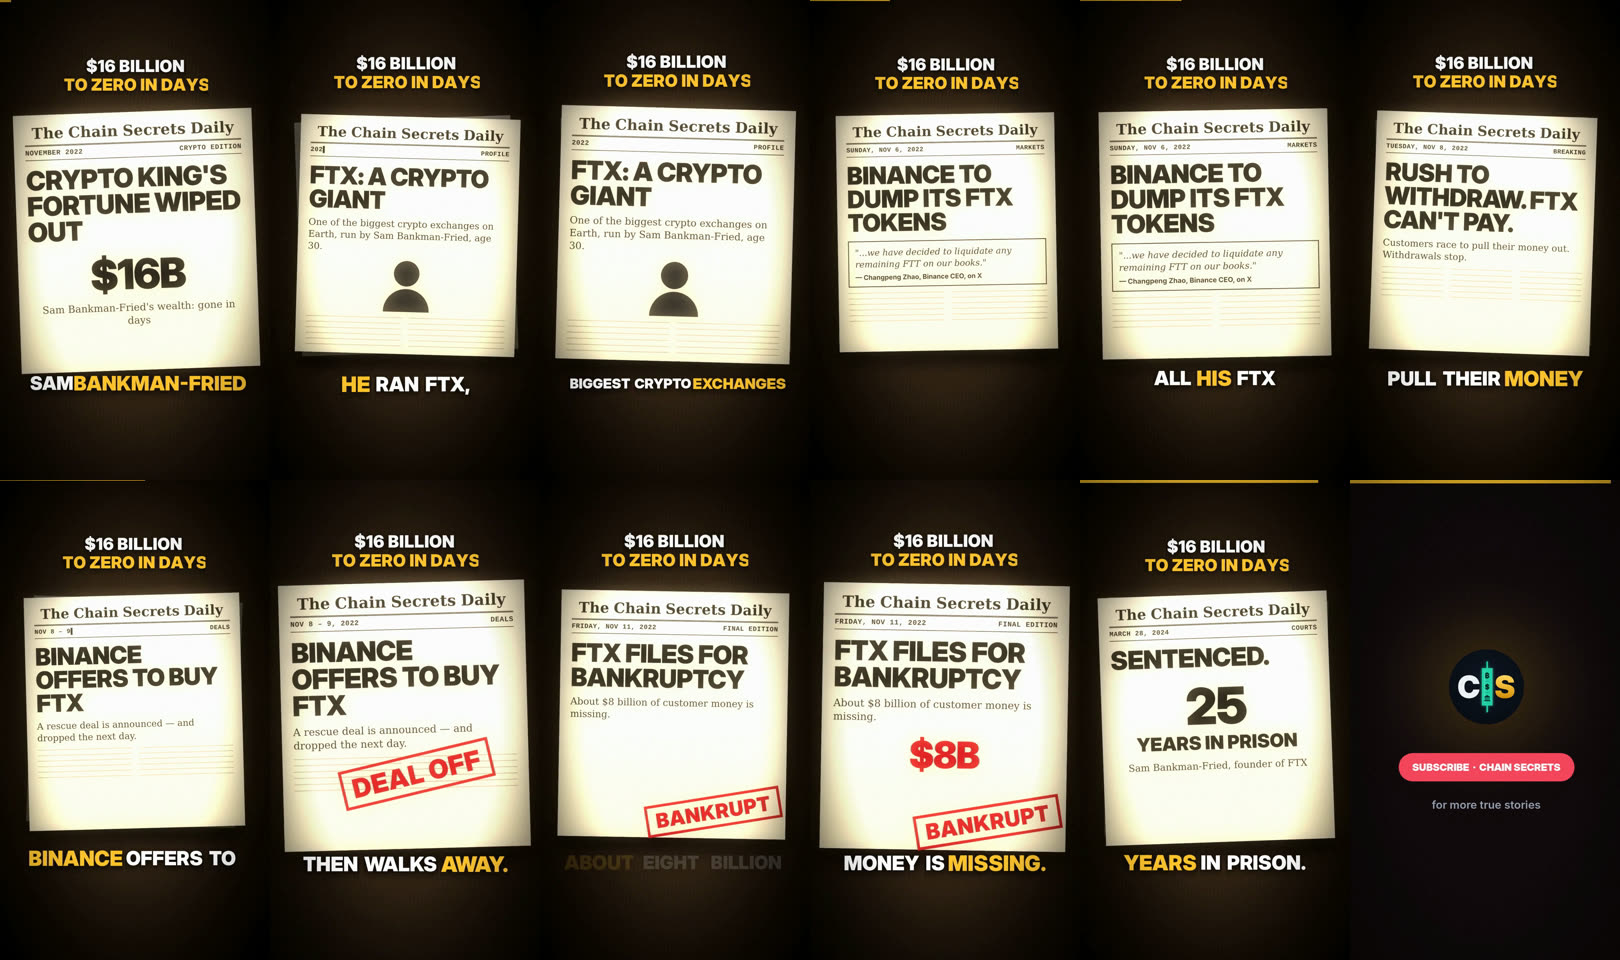 $16 BILLION
TO ZERO IN DAYS
The Chain Secrets Daily
NOVEMBER 2022 CRYPTO EDITION
CRYPTO KING'S
FORTUNE WIPED
OUT
$16B
Sam Bankman-Fried's wealth: gone in
days
SAM BANKMAN-FRIED
$16 BILLION
TO ZERO IN DAYS
The Chain Secrets Daily
202 PROFILE
FTX: A CRYPTO
GIANT
One of the biggest crypto exchanges on
Earth, run by Sam Bankman-Fried, age
30.
HE RAN FTX,
$16 BILLION
TO ZERO IN DAYS
The Chain Secrets Daily
2022 PROFILE
FTX: A CRYPTO
GIANT
One of the biggest crypto exchanges on
Earth, run by Sam Bankman-Fried, age
30.
BIGGEST CRYPTO EXCHANGES
$16 BILLION
TO ZERO IN DAYS
The Chain Secrets Daily
SUNDAY, NOV 6, 2022 MARKETS
BINANCE TO
DUMP ITS FTX
TOKENS
"...we have decided to liquidate any
remaining FTT on our books."
— Changpeng Zhao, Binance CEO, on X
$16 BILLION
TO ZERO IN DAYS
The Chain Secrets Daily
SUNDAY, NOV 6, 2022 MARKETS
BINANCE TO
DUMP ITS FTX
TOKENS
"...we have decided to liquidate any
remaining FTT on our books."
— Changpeng Zhao, Binance CEO, on X
ALL HIS FTX
$16 BILLION
TO ZERO IN DAYS
The Chain Secrets Daily
TUESDAY, NOV 8, 2022 BREAKING
RUSH TO
WITHDRAW. FTX
CAN'T PAY.
Customers race to pull their money out.
Withdrawals stop.
PULL THEIR MONEY
$16 BILLION
TO ZERO IN DAYS
The Chain Secrets Daily
NOV 8 – 9 DEALS
BINANCE
OFFERS TO BUY
FTX
A rescue deal is announced — and
dropped the next day.
BINANCE OFFERS TO
$16 BILLION
TO ZERO IN DAYS
The Chain Secrets Daily
NOV 8 – 9, 2022 DEALS
BINANCE
OFFERS TO BUY
FTX
A rescue deal is announced — and
dropped the next day.
DEAL OFF
THEN WALKS AWAY.
$16 BILLION
TO ZERO IN DAYS
The Chain Secrets Daily
FRIDAY, NOV 11, 2022 FINAL EDITION
FTX FILES FOR
BANKRUPTCY
About $8 billion of customer money is
missing.
BANKRUPT
ABOUT EIGHT BILLION
$16 BILLION
TO ZERO IN DAYS
The Chain Secrets Daily
FRIDAY, NOV 11, 2022 FINAL EDITION
FTX FILES FOR
BANKRUPTCY
About $8 billion of customer money is
missing.
$8B
BANKRUPT
MONEY IS MISSING.
$16 BILLION
TO ZERO IN DAYS
The Chain Secrets Daily
MARCH 28, 2024 COURTS
SENTENCED.
25
YEARS IN PRISON
Sam Bankman-Fried, founder of FTX
YEARS IN PRISON.
C S
SUBSCRIBE · CHAIN SECRETS
for more true stories